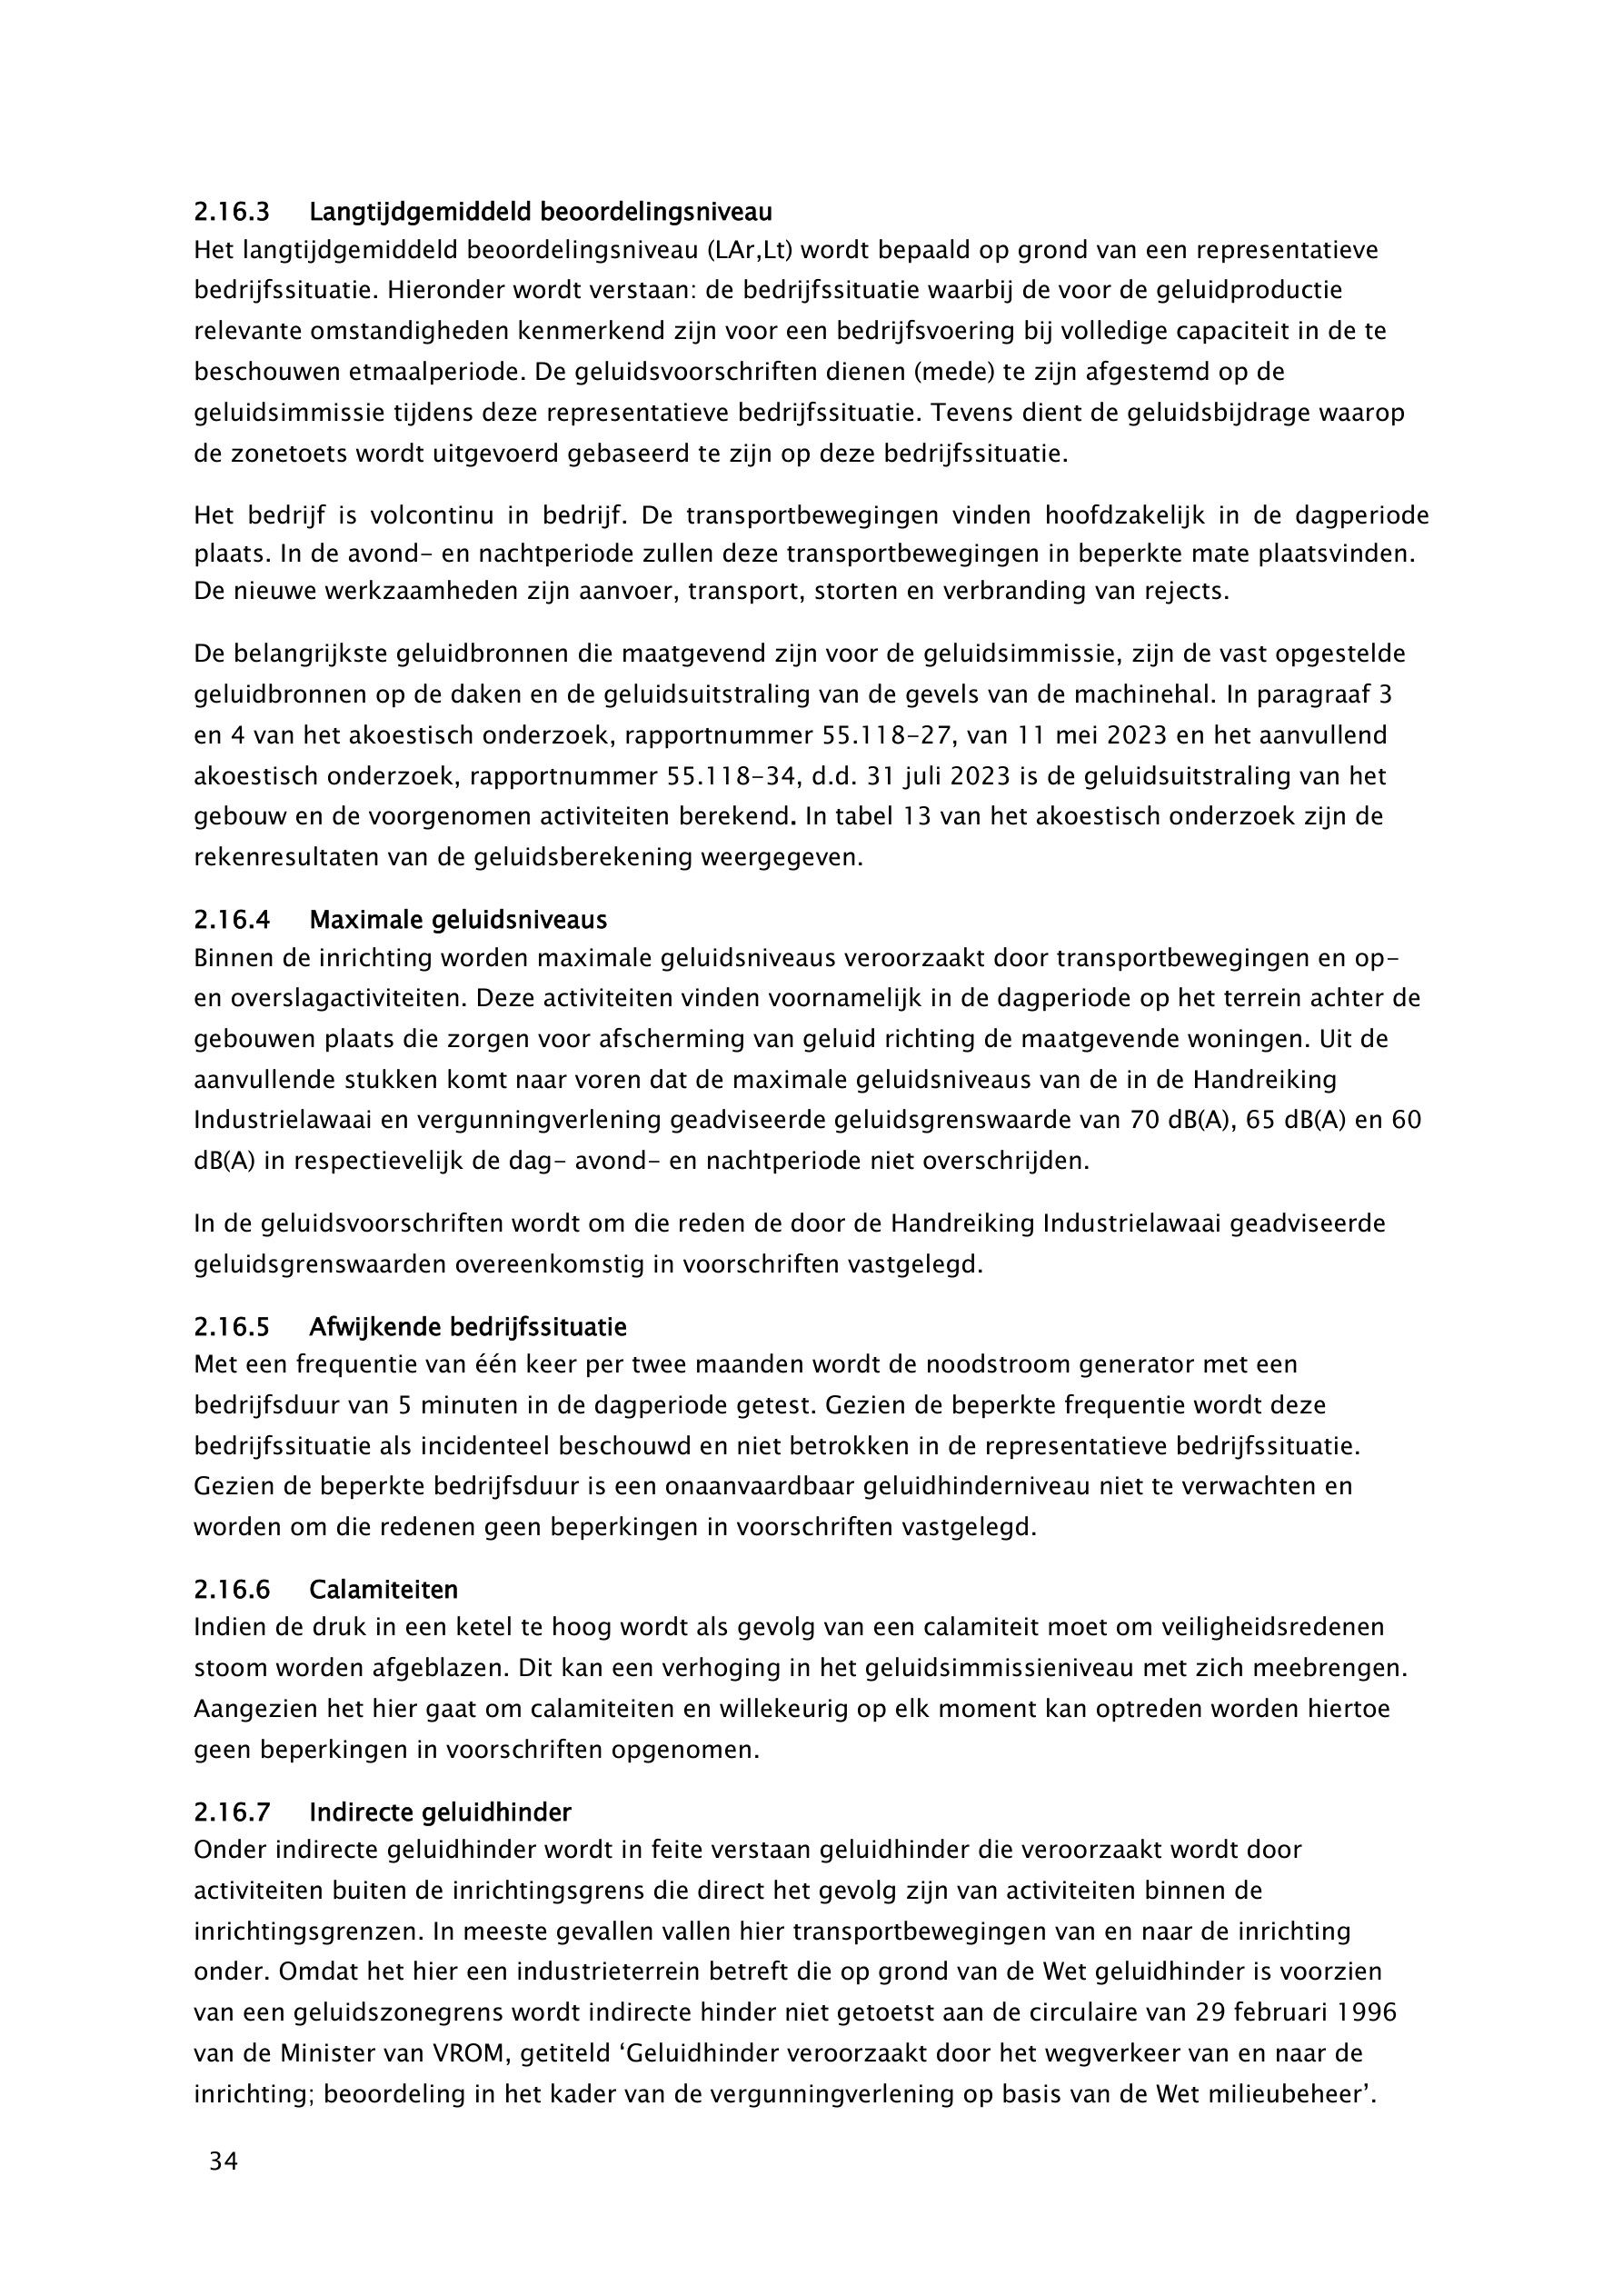 2.16.3 Langtijdgemiddeld beoordelingsniveau
Het langtijdgemiddeld beoordelingsniveau (LAr,Lt) wordt bepaald op grond van een representatieve
bedrijfssituatie. Hieronder wordt verstaan: de bedrijfssituatie waarbij de voor de geluidproductie
relevante omstandigheden kenmerkend zijn voor een bedrijfsvoering bij volledige capaciteit in de te
beschouwen etmaalperiode. De geluidsvoorschriften dienen (mede) te zijn afgestemd op de
geluidsimmissie tijdens deze representatieve bedrijfssituatie. Tevens dient de geluidsbijdrage waarop
de zonetoets wordt uitgevoerd gebaseerd te zijn op deze bedrijfssituatie.
Het bedrijf is volcontinu in bedrijf. De transportbewegingen vinden hoofdzakelijk in de dagperiode
plaats. In de avond- en nachtperiode zullen deze transportbewegingen in beperkte mate plaatsvinden.
De nieuwe werkzaamheden zijn aanvoer, transport, storten en verbranding van rejects.
De belangrijkste geluidbronnen die maatgevend zijn voor de geluidsimmissie, zijn de vast opgestelde
geluidbronnen op de daken en de geluidsuitstraling van de gevels van de machinehal. In paragraaf 3
en 4 van het akoestisch onderzoek, rapportnummer 55.118-27, van 11 mei 2023 en het aanvullend
akoestisch onderzoek, rapportnummer 55.118-34, d.d. 31 juli 2023 is de geluidsuitstraling van het
gebouw en de voorgenomen activiteiten berekend. In tabel 13 van het akoestisch onderzoek zijn de
rekenresultaten van de geluidsberekening weergegeven.
2.16.4 Maximale geluidsniveaus
Binnen de inrichting worden maximale geluidsniveaus veroorzaakt door transportbewegingen en op-
en overslagactiviteiten. Deze activiteiten vinden voornamelijk in de dagperiode op het terrein achter de
gebouwen plaats die zorgen voor afscherming van geluid richting de maatgevende woningen. Uit de
aanvullende stukken komt naar voren dat de maximale geluidsniveaus van de in de Handreiking
Industrielawaai en vergunningverlening geadviseerde geluidsgrenswaarde van 70 dB(A), 65 dB(A) en 60
dB(A) in respectievelijk de dag- avond- en nachtperiode niet overschrijden.
In de geluidsvoorschriften wordt om die reden de door de Handreiking Industrielawaai geadviseerde
geluidsgrenswaarden overeenkomstig in voorschriften vastgelegd.
2.16.5 Afwijkende bedrijfssituatie
Met een frequentie van één keer per twee maanden wordt de noodstroom generator met een
bedrijfsduur van 5 minuten in de dagperiode getest. Gezien de beperkte frequentie wordt deze
bedrijfssituatie als incidenteel beschouwd en niet betrokken in de representatieve bedrijfssituatie.
Gezien de beperkte bedrijfsduur is een onaanvaardbaar geluidhinderniveau niet te verwachten en
worden om die redenen geen beperkingen in voorschriften vastgelegd.
2.16.6 Calamiteiten
Indien de druk in een ketel te hoog wordt als gevolg van een calamiteit moet om veiligheidsredenen
stoom worden afgeblazen. Dit kan een verhoging in het geluidsimmissieniveau met zich meebrengen.
Aangezien het hier gaat om calamiteiten en willekeurig op elk moment kan optreden worden hiertoe
geen beperkingen in voorschriften opgenomen.
2.16.7 Indirecte geluidhinder
Onder indirecte geluidhinder wordt in feite verstaan geluidhinder die veroorzaakt wordt door
activiteiten buiten de inrichtingsgrens die direct het gevolg zijn van activiteiten binnen de
inrichtingsgrenzen. In meeste gevallen vallen hier transportbewegingen van en naar de inrichting
onder. Omdat het hier een industrieterrein betreft die op grond van de Wet geluidhinder is voorzien
van een geluidszonegrens wordt indirecte hinder niet getoetst aan de circulaire van 29 februari 1996
van de Minister van VROM, getiteld ‘Geluidhinder veroorzaakt door het wegverkeer van en naar de
inrichting; beoordeling in het kader van de vergunningverlening op basis van de Wet milieubeheer’.
34